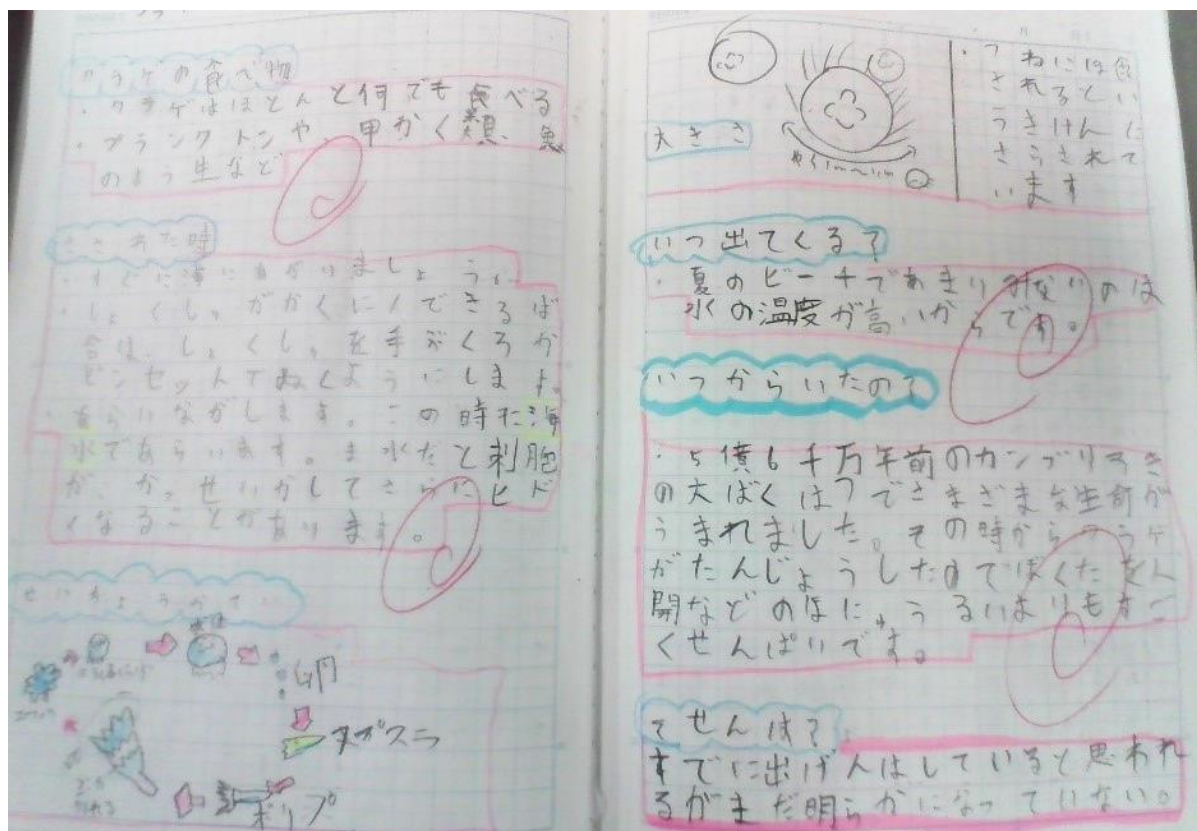 クラゲの食べ物
・クラゲはほとんと何でも食べる
・プランクトンや、甲かく類、魚
のよう生など
さされた時
・すぐに海にあがりましょう。
・しょくしゅがかくにんできるば
合は、しょくしゅを手ぶくろか
ピンセットでぬくようにします。
・あらいながします。この時に海
水であらいます。ま水だと刺胞
が、かっせいかしてさらにヒド
くなることがあります。
せいちょうかてい
卵
ポリプ
大きさ
やく1m~
・つねには食い
されるとい
うきけんに
さらされて
います
いつ出てくる?
・夏のビーチであまりみないのは
水の温度が高いからです。
いつからいたの?
・5億6千万年前のカンブリアき
の大ばくはつでさまざまな生命が
うまれました。その時からクラゲ
がたんじょうしたのでぼくたち人
間などのほにゅうるいよりもすご
くせんぱいです。
そせんは?
すでに出げんはしていると思われ
るがまだ明らかになっていない。